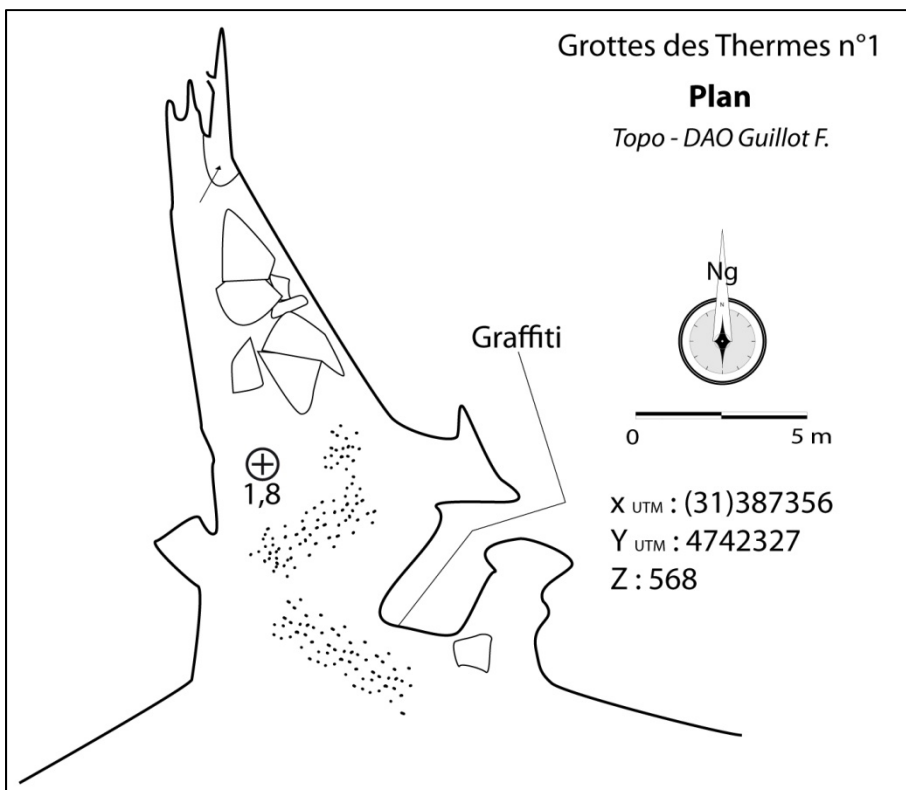 Grottes des Thermes n°1
Plan
Topo - DAO Guillot F.
Ng
N
Graffiti
0 5 m
1,8
x UTM : (31)387356
Y UTM : 4742327
Z : 568